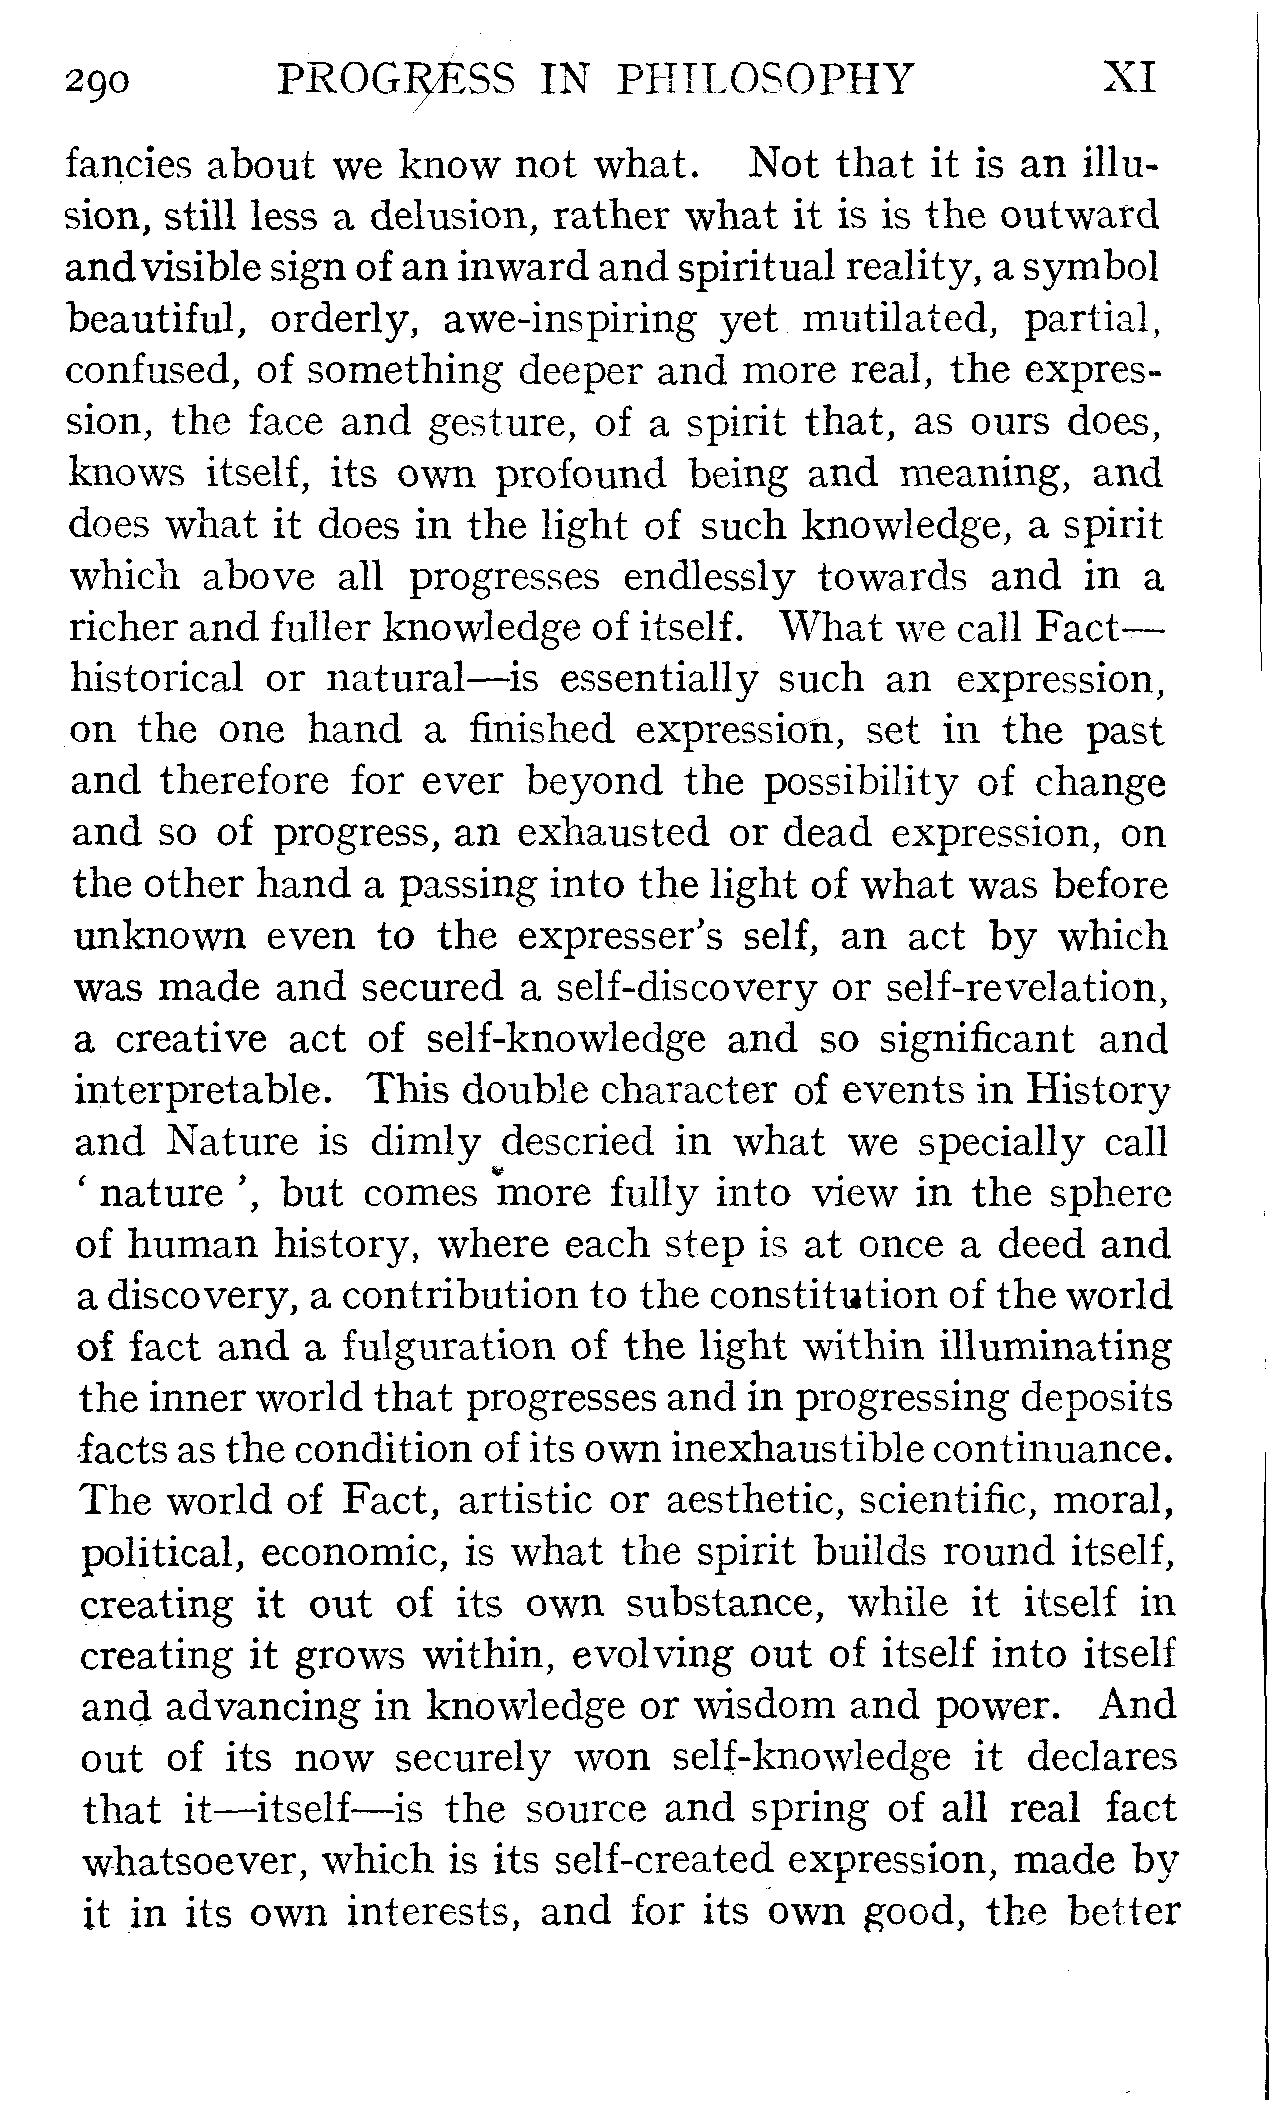 290 PROGRESS IN PHILOSOPHY XI
fancies about we know not what. Not that it is an illu-
sion, still less a delusion, rather what it is is the outward
and visible sign of an inward and spiritual reality, a symbol
beautiful, orderly, awe-inspiring yet mutilated, partial,
confused, of something deeper and more real, the expres-
sion, the face and gesture, of a spirit that, as ours does,
knows itself, its own profound being and meaning, and
does what it does in the light of such knowledge, a spirit
which above all progresses endlessly towards and in a
richer and fuller knowledge of itself. What we call Fact—
historical or natural—is essentially such an expression,
on the one hand a finished expression, set in the past
and therefore for ever beyond the possibility of change
and so of progress, an exhausted or dead expression, on
the other hand a passing into the light of what was before
unknown even to the expresser's self, an act by which
was made and secured a self-discovery or self-revelation,
a creative act of self-knowledge and so significant and
interpretable. This double character of events in History
and Nature is dimly descried in what we specially call
‘ nature ’, but comes more fully into view in the sphere
of human history, where each step is at once a deed and
a discovery, a contribution to the constitution of the world
of fact and a fulguration of the light within illuminating
the inner world that progresses and in progressing deposits
facts as the condition of its own inexhaustible continuance.
The world of Fact, artistic or aesthetic, scientific, moral,
political, economic, is what the spirit builds round itself,
creating it out of its own substance, while it itself in
creating it grows within, evolving out of itself into itself
and advancing in knowledge or wisdom and power. And
out of its now securely won self-knowledge it declares
that it—itself—is the source and spring of all real fact
whatsoever, which is its self-created expression, made by
it in its own interests, and for its own good, the better